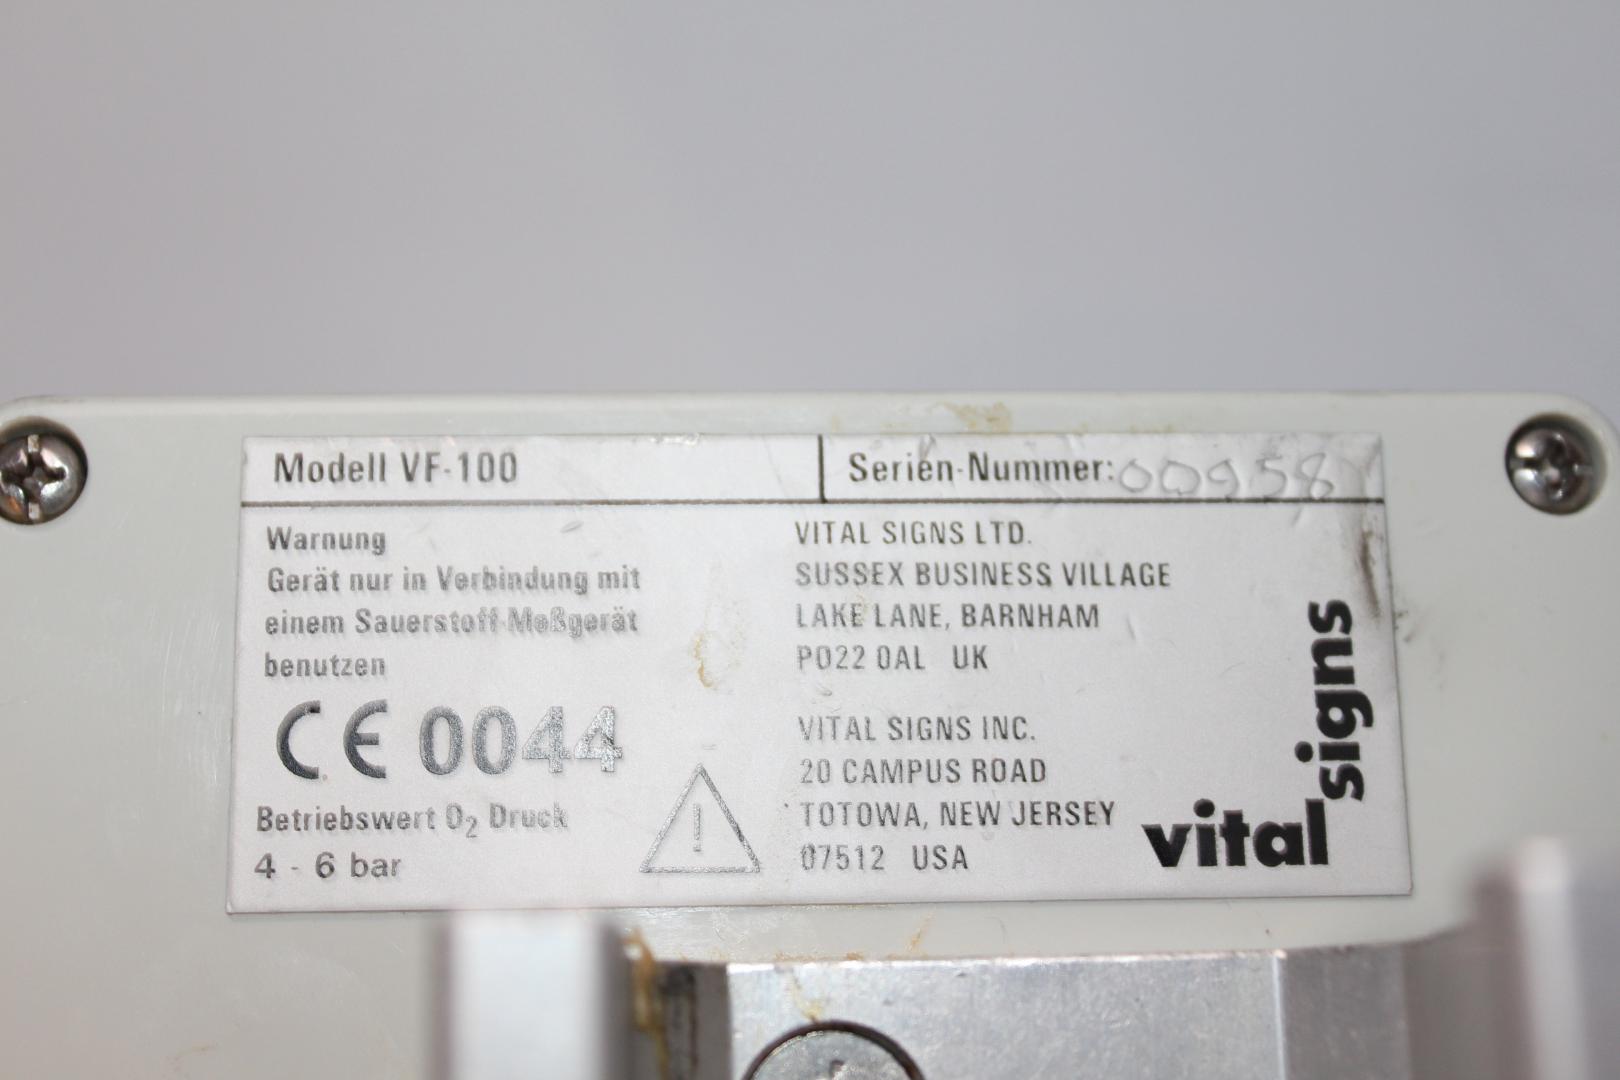 Modell VF-100
Serien-Nummer: 000958
Warnung
Gerät nur in Verbindung mit
einem Sauerstoff-Meßgerät
benutzen
CE 0044
Betriebswert O₂ Druck
4 - 6 bar
!
VITAL SIGNS LTD.
SUSSEX BUSINESS VILLAGE
LAKE LANE, BARNHAM
PO22 0AL UK
VITAL SIGNS INC.
20 CAMPUS ROAD
TOTOWA, NEW JERSEY
07512 USA
vital signs